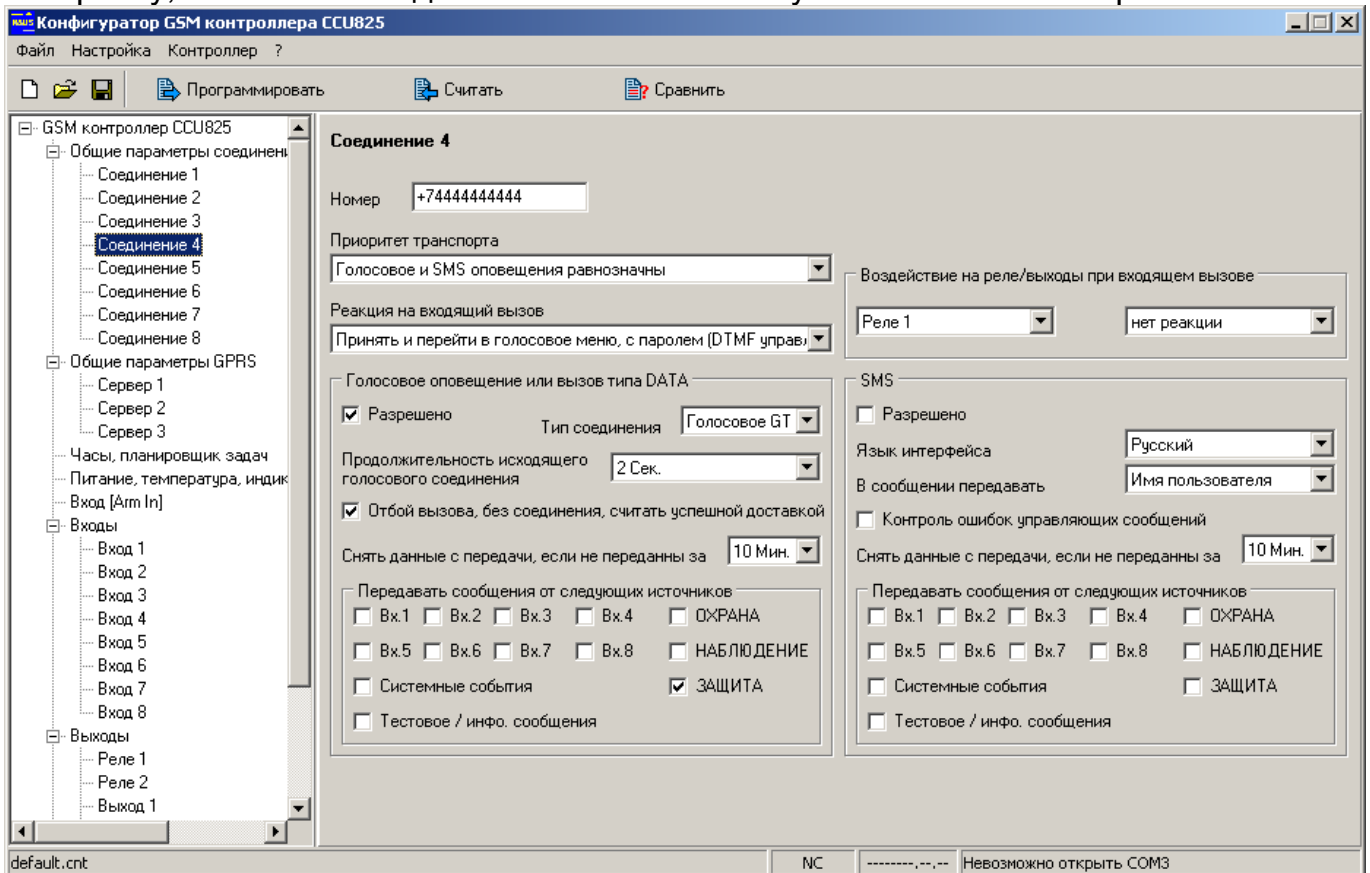 Конфигуратор GSM контроллера CCU825
Файл Настройка Контроллер ?
Программировать Считать Сравнить
GSM контроллер CCU825
Общие параметры соединени
Соединение 1
Соединение 2
Соединение 3
Соединение 4
Соединение 5
Соединение 6
Соединение 7
Соединение 8
Общие параметры GPRS
Сервер 1
Сервер 2
Сервер 3
Часы, планировщик задач
Питание, температура, индик
Вход [Arm In]
Входы
Вход 1
Вход 2
Вход 3
Вход 4
Вход 5
Вход 6
Вход 7
Вход 8
Выходы
Реле 1
Реле 2
Выход 1
Соединение 4
Номер +74444444444
Приоритет транспорта
Голосовое и SMS оповещения равнозначны
Реакция на входящий вызов
Принять и перейти в голосовое меню, с паролем (DTMF управл
Воздействие на реле/выходы при входящем вызове
Реле 1 нет реакции
Голосовое оповещение или вызов типа DATA
Разрешено Тип соединения Голосовое GT
Продолжительность исходящего
голосового соединения 2 Сек.
Отбой вызова, без соединения, считать успешной доставкой
Снять данные с передачи, если не переданны за 10 Мин.
Передавать сообщения от следующих источников
Вх.1 Вх.2 Вх.3 Вх.4 ОХРАНА
Вх.5 Вх.6 Вх.7 Вх.8 НАБЛЮДЕНИЕ
Системные события ЗАЩИТА
Тестовое / инфо. сообщения
SMS
Разрешено
Язык интерфейса Русский
В сообщении передавать Имя пользователя
Контроль ошибок управляющих сообщений
Снять данные с передачи, если не переданны за 10 Мин.
Передавать сообщения от следующих источников
Вх.1 Вх.2 Вх.3 Вх.4 ОХРАНА
Вх.5 Вх.6 Вх.7 Вх.8 НАБЛЮДЕНИЕ
Системные события ЗАЩИТА
Тестовое / инфо. сообщения
default.cnt NC --------,--,-- Невозможно открыть COM3